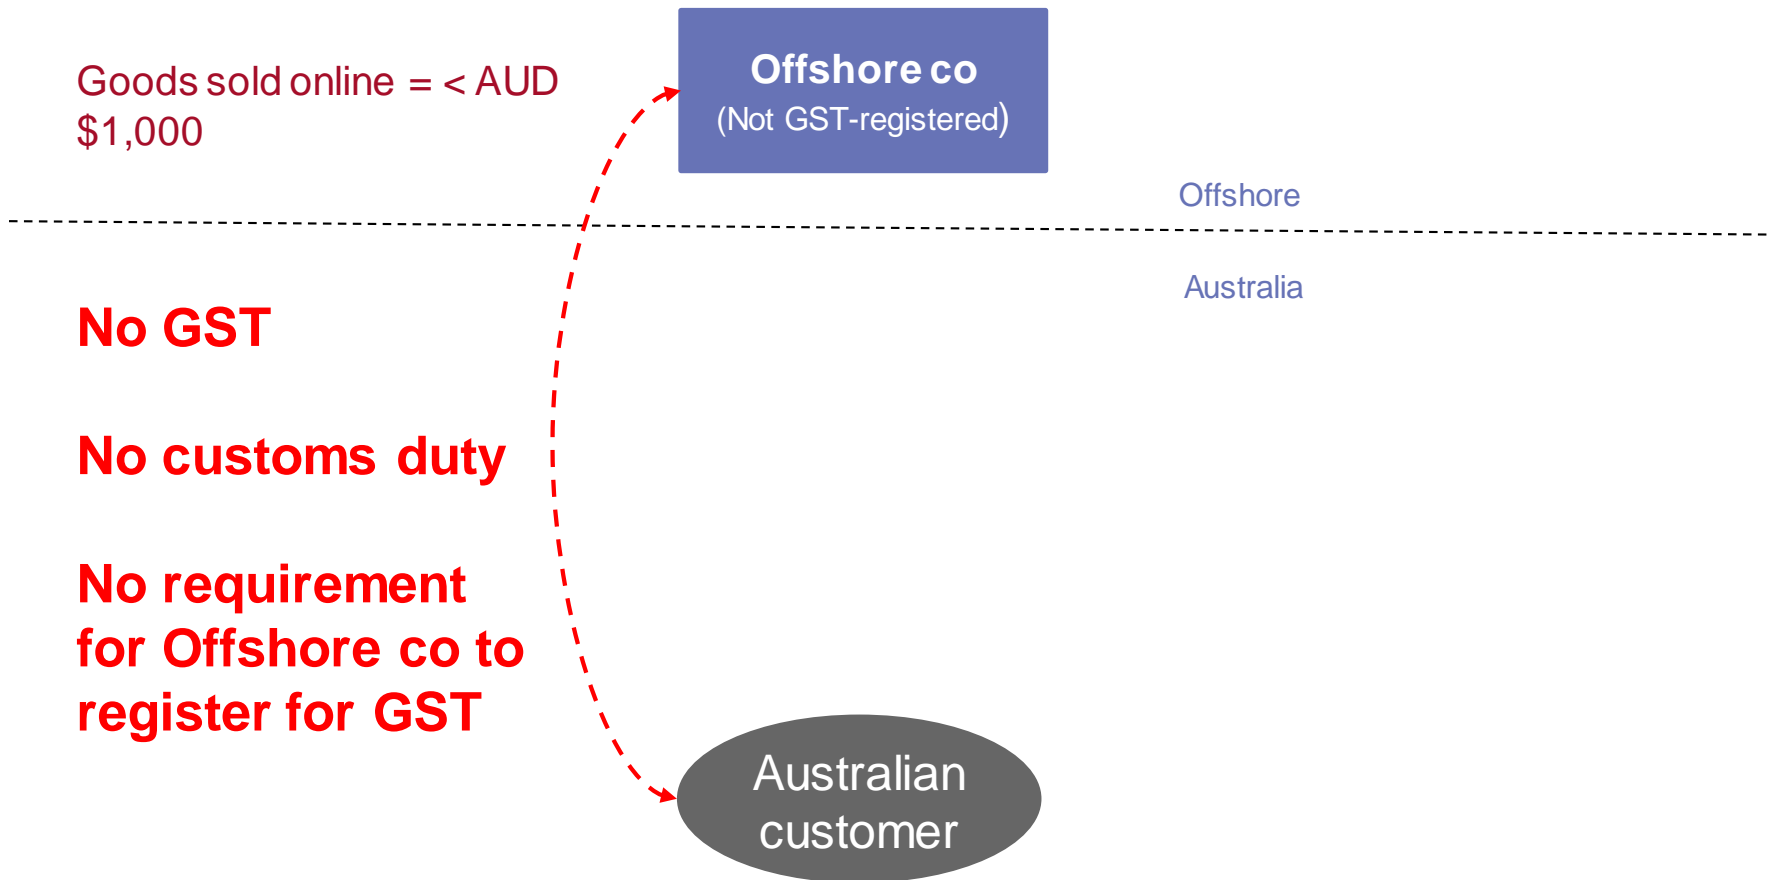 Goods sold online = < AUD
$1,000
Offshore co
(Not GST-registered)
Offshore
Australia
No GST
No customs duty
No requirement
for Offshore co to
register for GST
Australian
customer